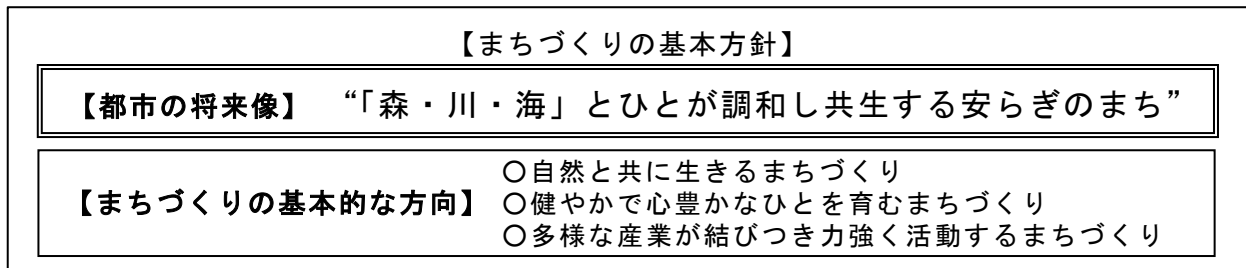 【まちづくりの基本方針】
【都市の将来像】 “「森・川・海」とひとが調和し共生する安らぎのまち”
【まちづくりの基本的な方向】
〇自然と共に生きるまちづくり
〇健やかで心豊かなひとを育むまちづくり
〇多様な産業が結びつき力強く活動するまちづくり